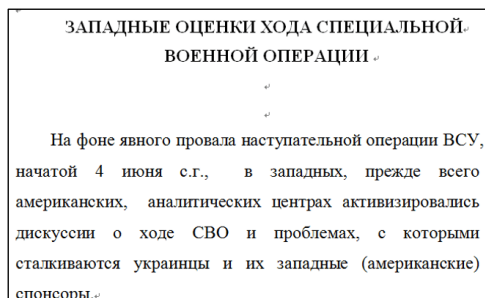 ЗАПАДНЫЕ ОЦЕНКИ ХОДА СПЕЦИАЛЬНОЙ
ВОЕННОЙ ОПЕРАЦИИ
На фоне явного провала наступательной операции ВСУ,
начатой 4 июня с.г., в западных, прежде всего
американских, аналитических центрах активизировались
дискуссии о ходе СВО и проблемах, с которыми
сталкиваются украинцы и их западные (американские)
спонсоры.